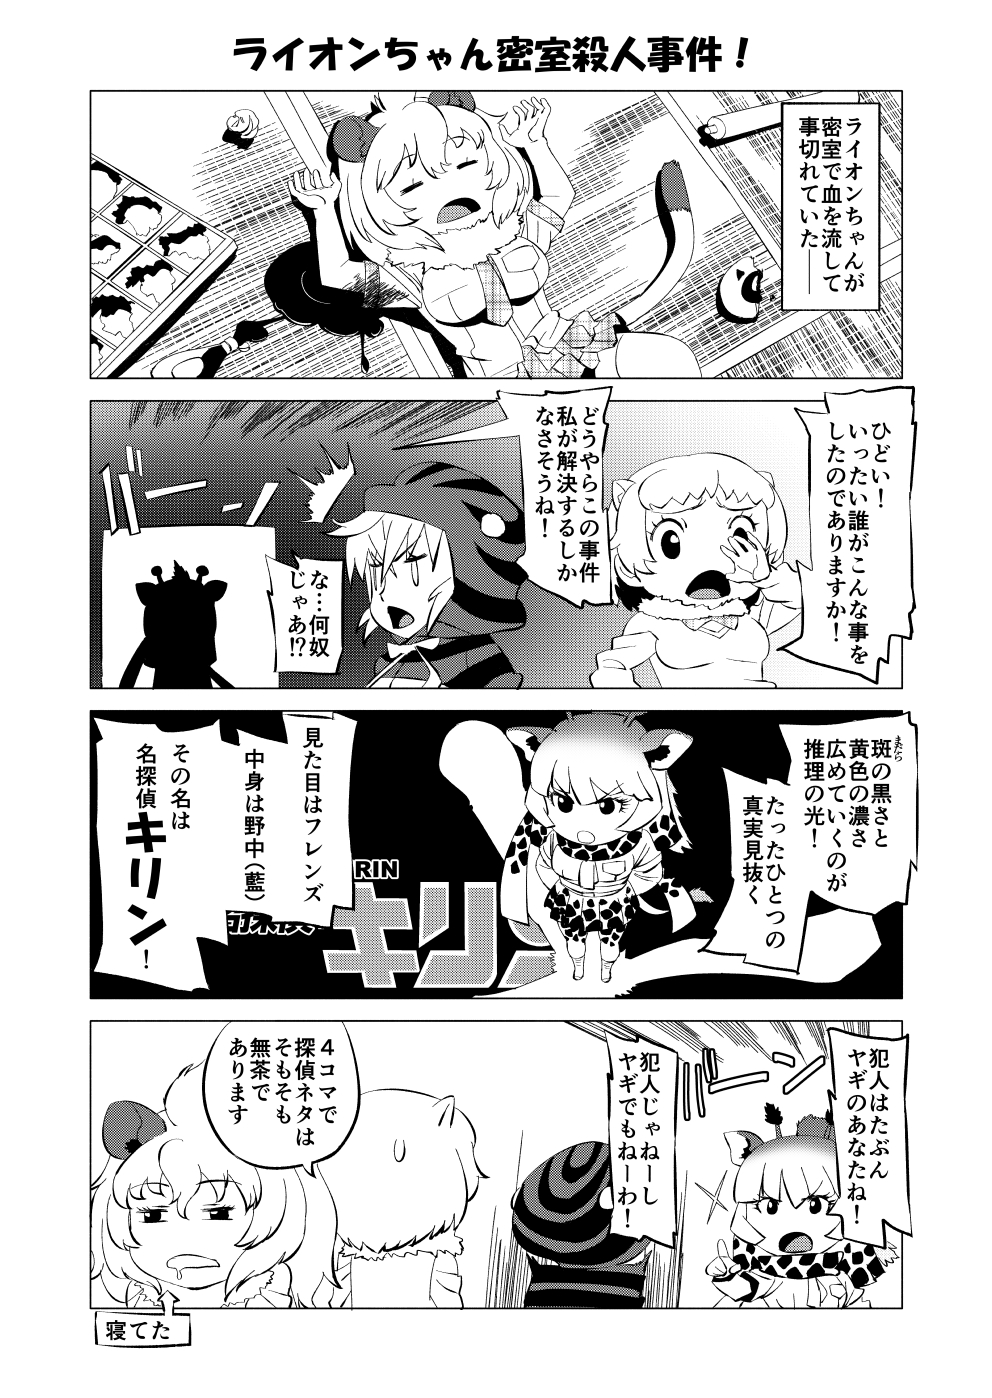 ライオンちゃん密室殺人事件！
ライオンちゃんが
密室で血を流して
事切れていた――
ひどい！
いったい誰がこんな事を
したのでありますか！
どうやらこの事件
私が解決するしか
なさそうね！
な…何奴
じゃあ!?
斑の黒さと
まだら
黄色の濃さ
広めていくのが
推理の光！
たったひとつの
真実見抜く
見た目はフレンズ
中身は野中（藍）
その名は
名探偵キリン！
RIN
キリン
犯人はたぶん
ヤギのあなたね！
犯人じゃねーし
ヤギでもねーわ！
4コマで
探偵ネタは
そもそも
無茶で
あります
寝てた